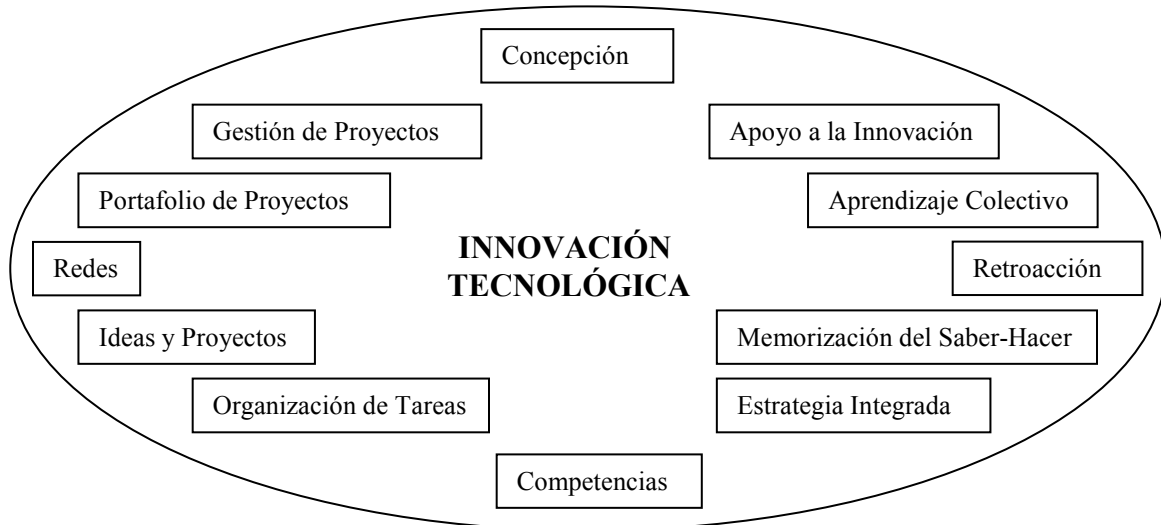 Concepción
Gestión de Proyectos
Apoyo a la Innovación
Portafolio de Proyectos
Aprendizaje Colectivo
INNOVACIÓN
TECNOLÓGICA
Redes
Retroacción
Ideas y Proyectos
Memorización del Saber-Hacer
Organización de Tareas
Estrategia Integrada
Competencias